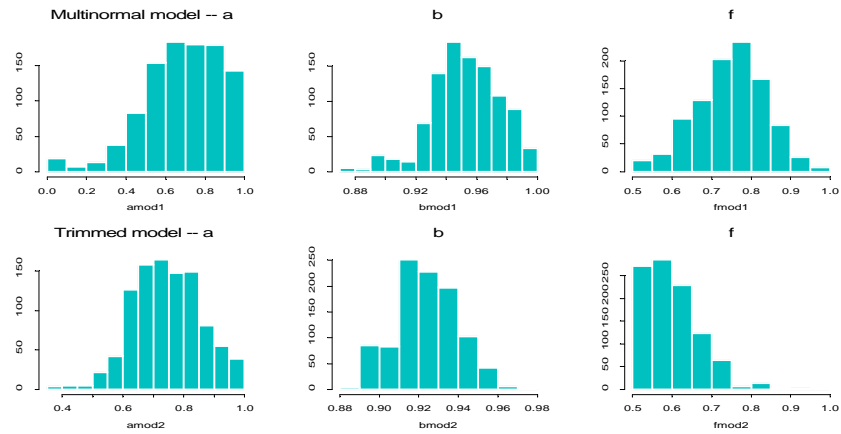 Multinormal model -- a
b
f
0 50 100 150
0.0 0.2 0.4 0.6 0.8 1.0
amod1
0 50 100 150
0.88 0.92 0.96 1.00
bmod1
0 50 100 150 200
0.5 0.6 0.7 0.8 0.9 1.0
fmod1
Trimmed model -- a
b
f
0 50 100 150
0.4 0.6 0.8 1.0
amod2
0 50 100 150 200 250
0.88 0.90 0.92 0.94 0.96 0.98
bmod2
0 50 100 150 200 250
0.5 0.6 0.7 0.8 0.9 1.0
fmod2